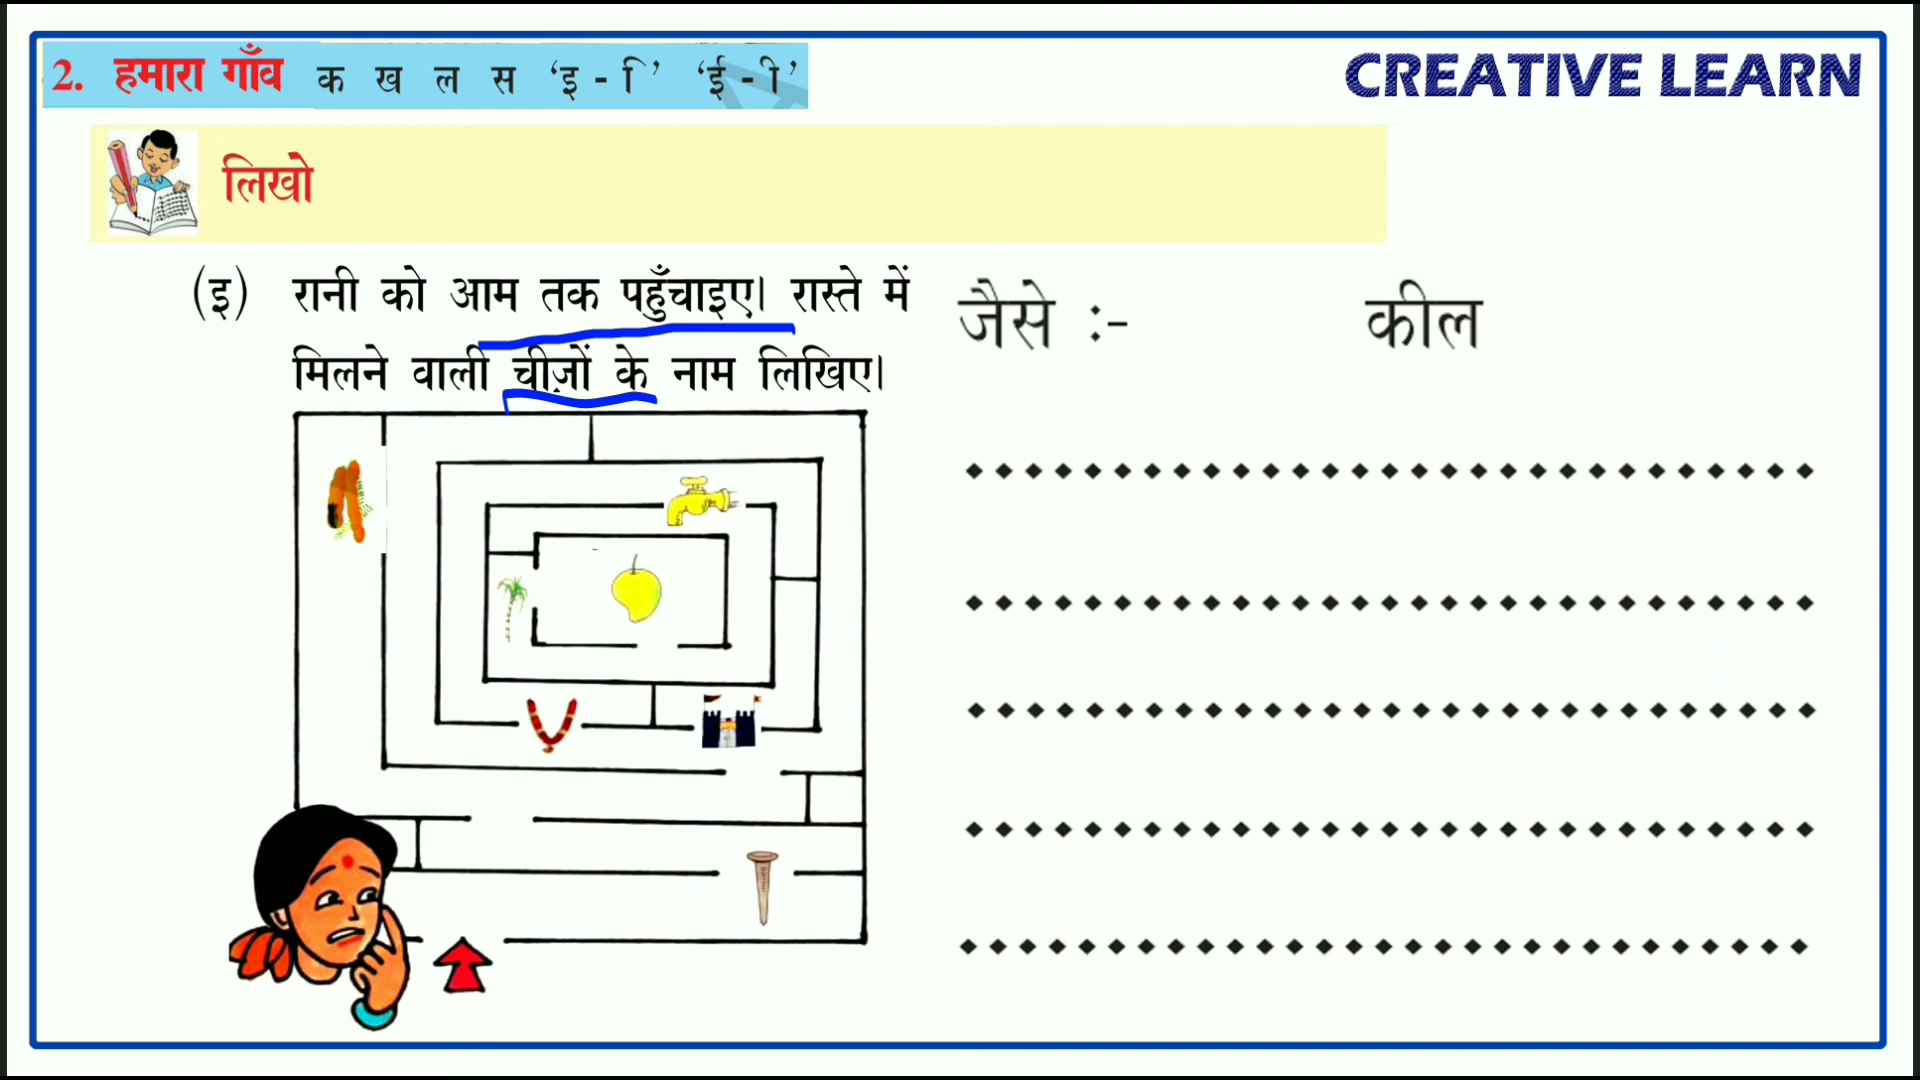 2. हमारा गाँव क ख ल स ‘इ - ि’ ‘ई - ी’
CREATIVE LEARN
लिखो
(इ) रानी को आम तक पहुँचाइए। रास्ते में
मिलने वाली चीज़ों के नाम लिखिए।
जैसे :- कील